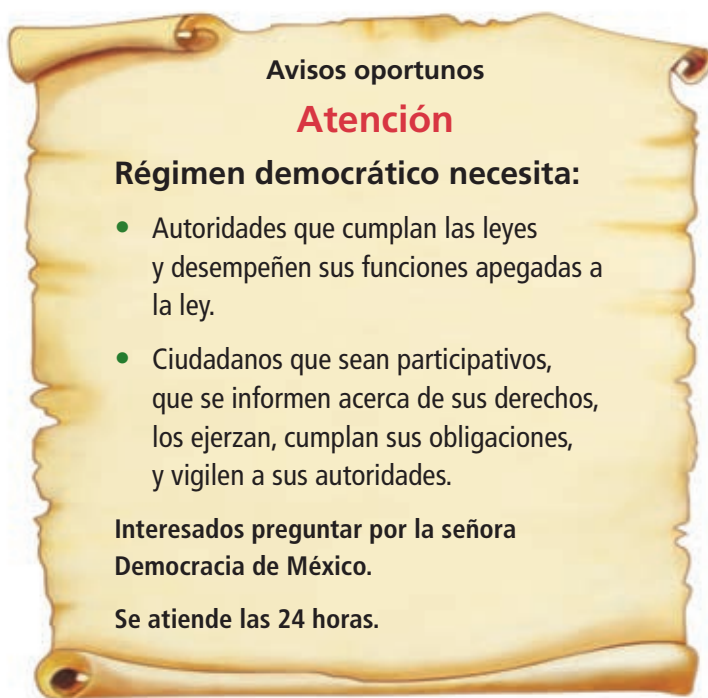 Avisos oportunos
Atención
Régimen democrático necesita:
• Autoridades que cumplan las leyes
y desempeñen sus funciones apegadas a
la ley.
• Ciudadanos que sean participativos,
que se informen acerca de sus derechos,
los ejerzan, cumplan sus obligaciones,
y vigilen a sus autoridades.
Interesados preguntar por la señora
Democracia de México.
Se atiende las 24 horas.